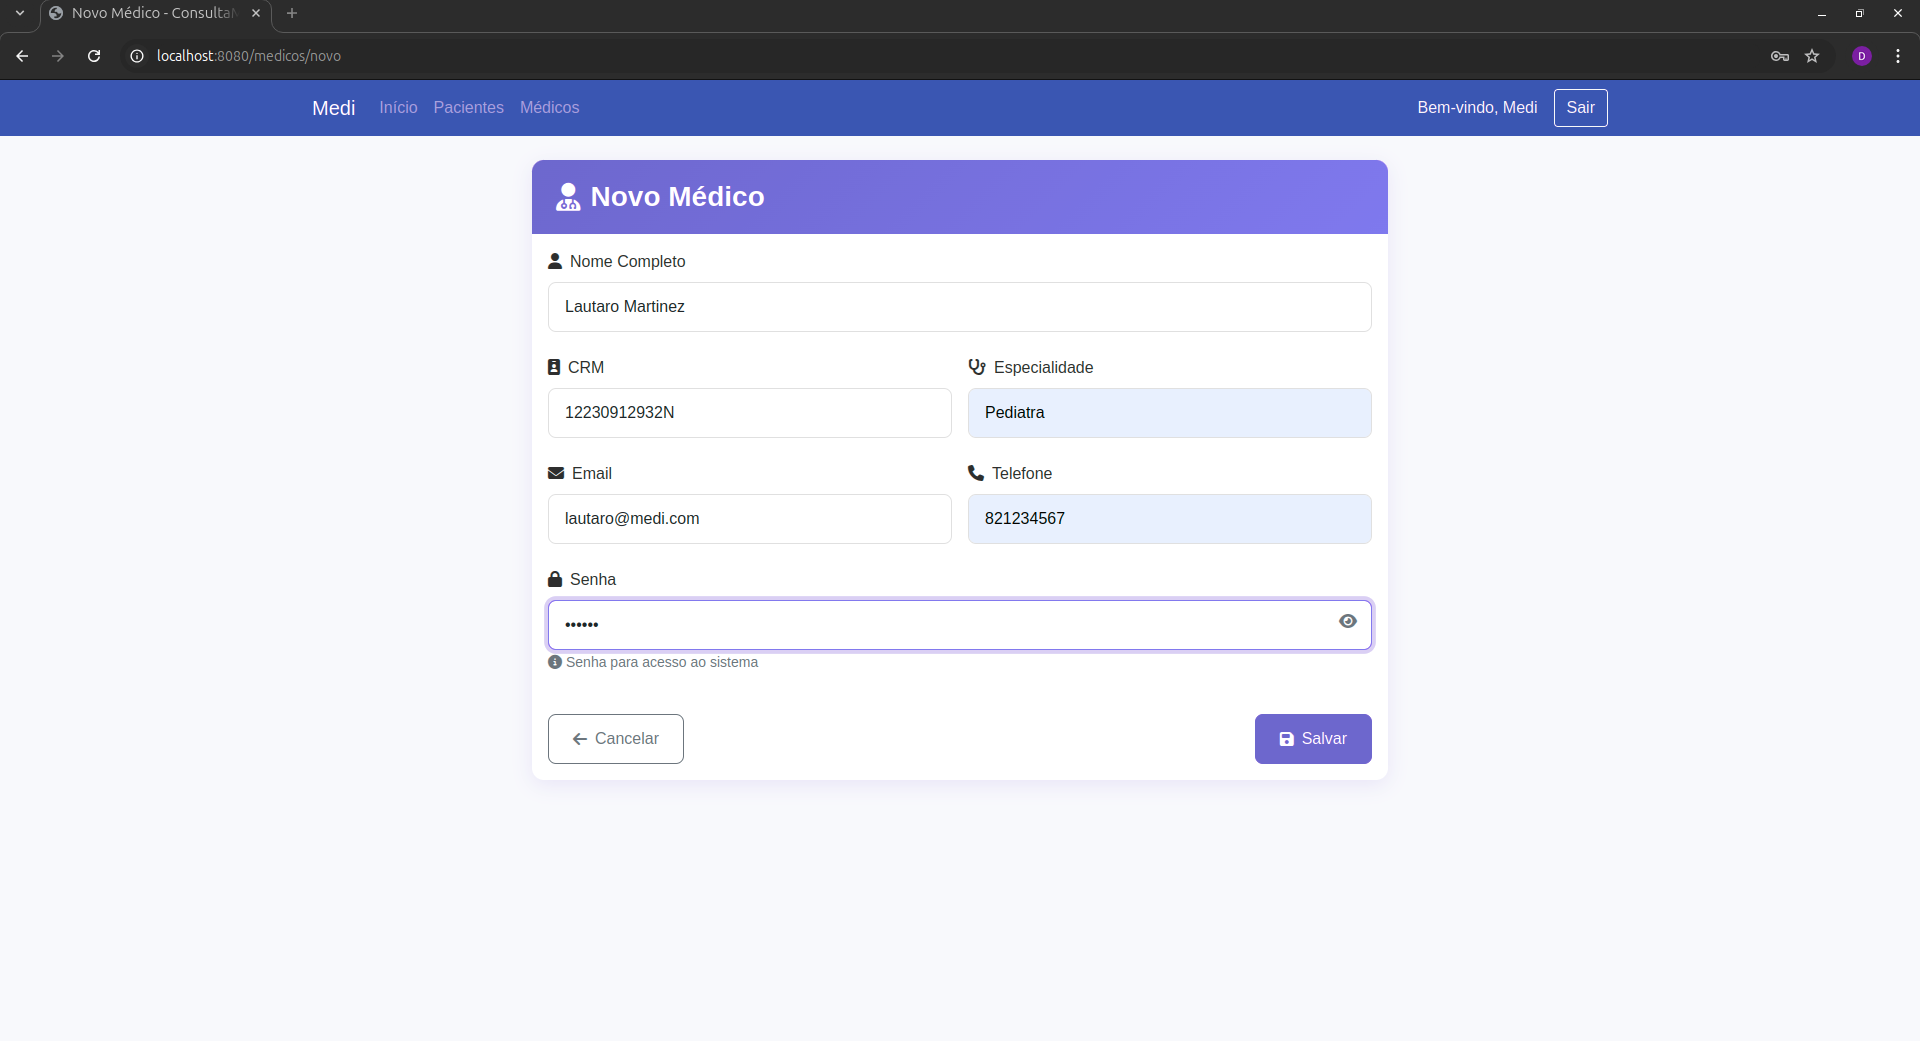 Novo Médico - Consulta
localhost:8080/medicos/novo
D
Medi Início Pacientes Médicos Bem-vindo, Medi Sair
Novo Médico
Nome Completo
Lautaro Martinez
CRM Especialidade
12230912932N Pediatra
Email Telefone
lautaro@medi.com 821234567
Senha
••••••
Senha para acesso ao sistema
Cancelar Salvar